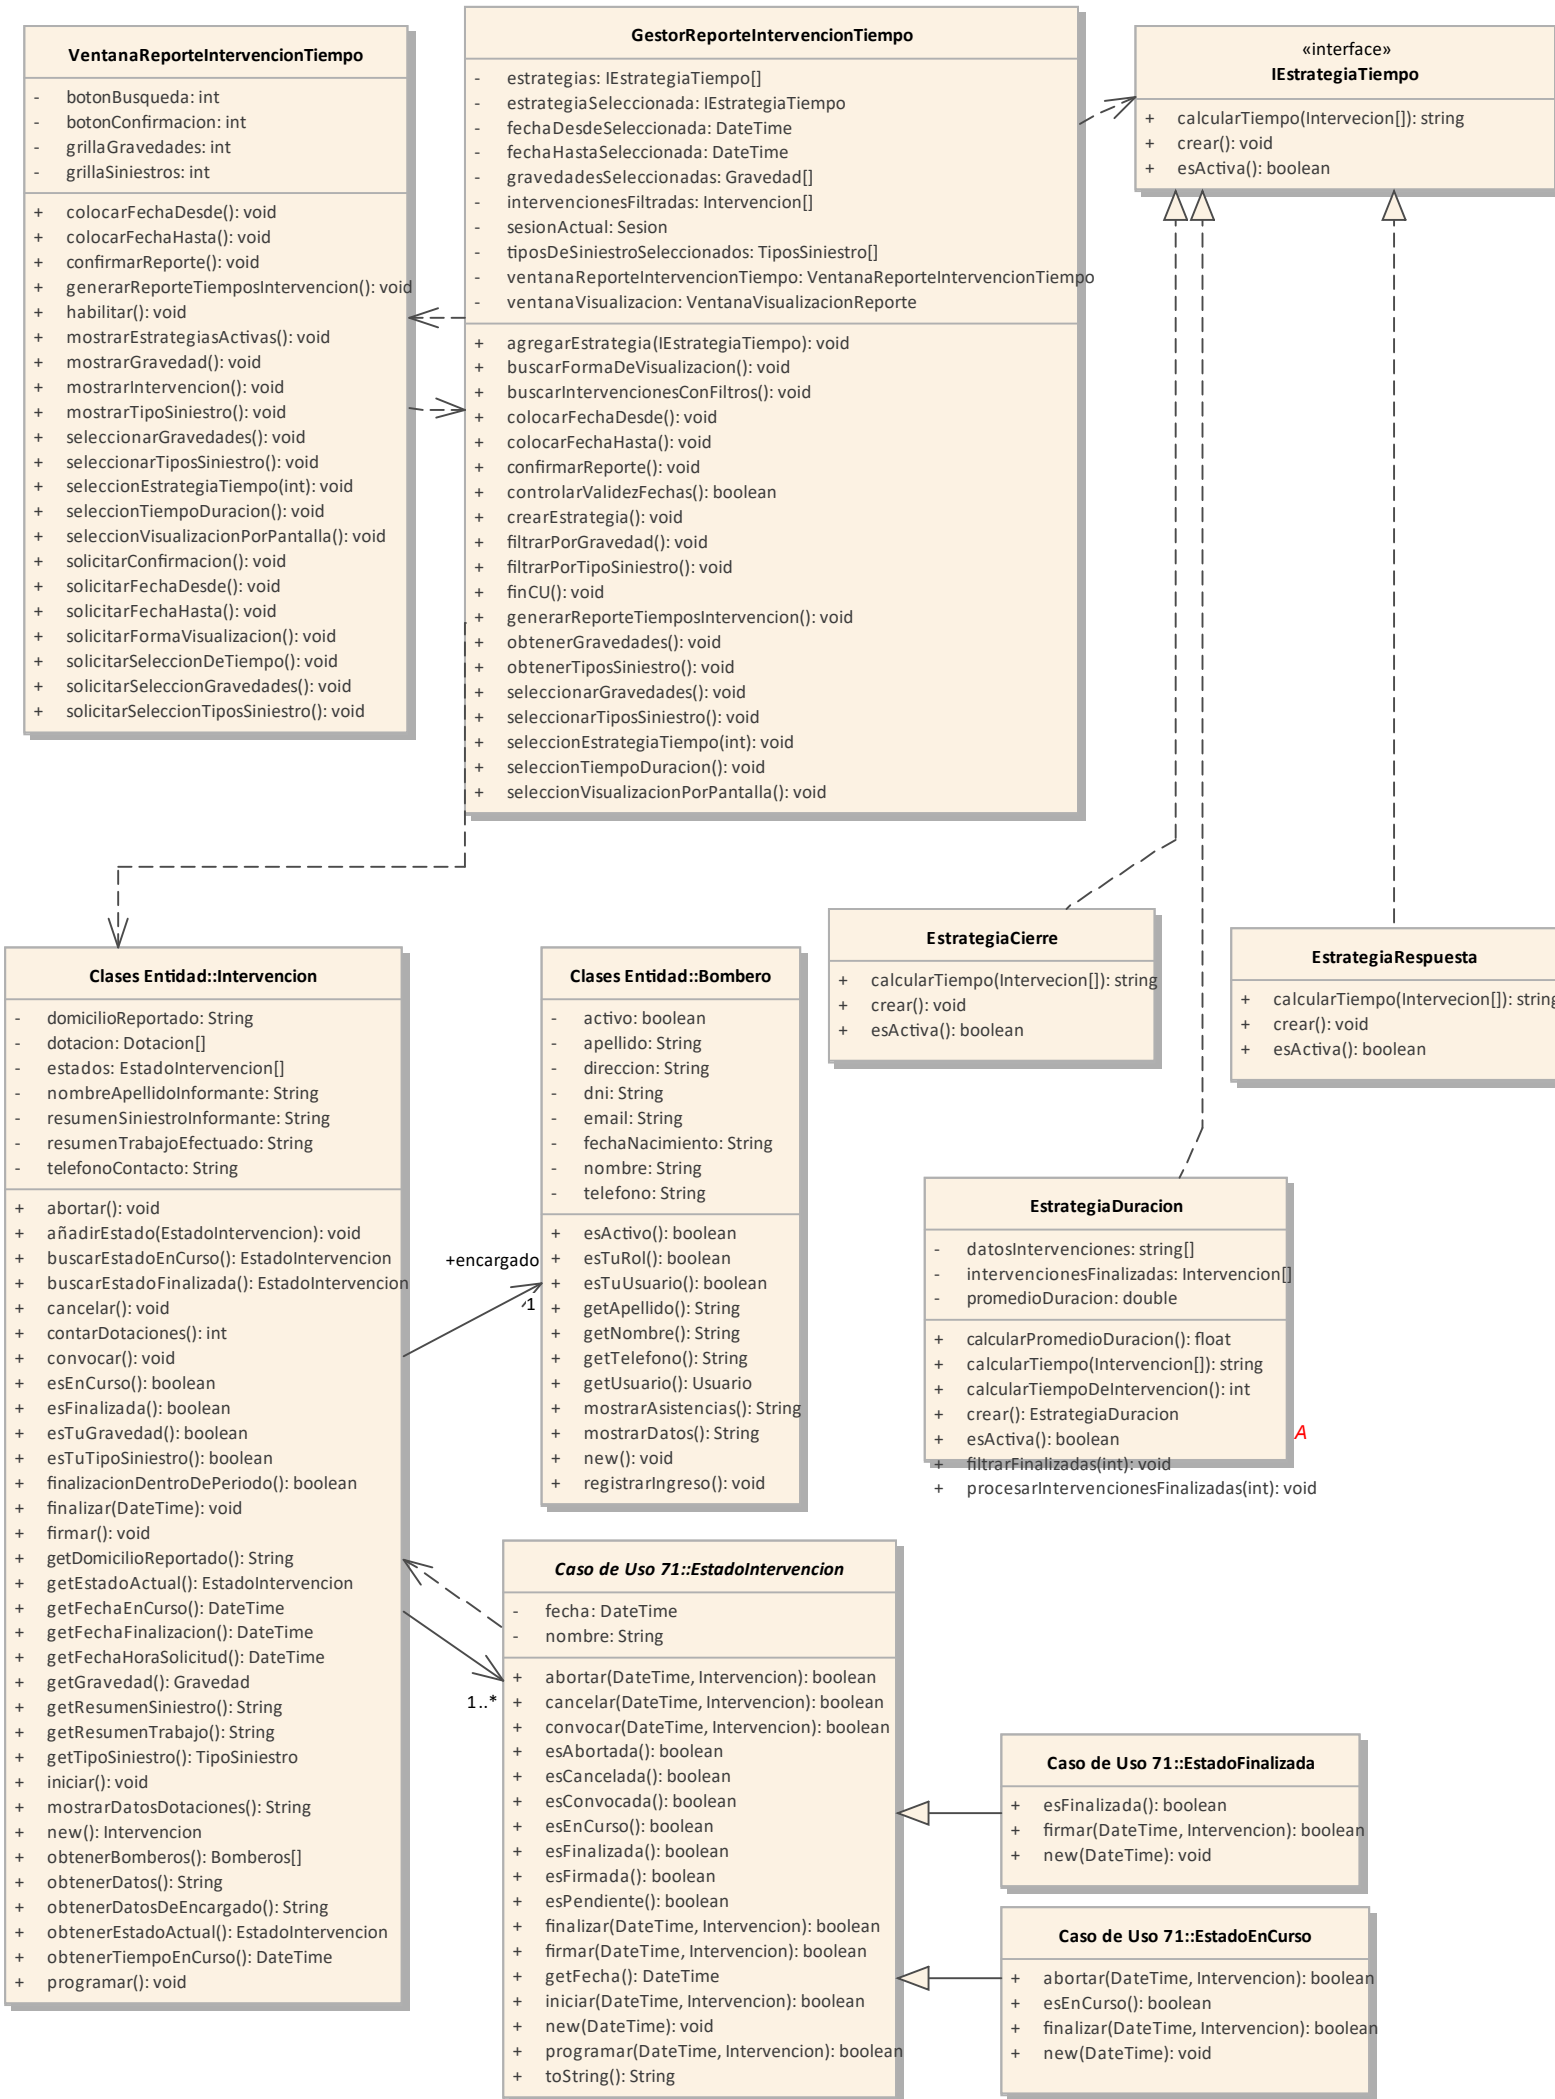 VentanaReporteIntervencionTiempo
- botonBusqueda: int
- botonConfirmacion: int
- grillaGravedades: int
- grillaSiniestros: int
+ colocarFechaDesde(): void
+ colocarFechaHasta(): void
+ confirmarReporte(): void
+ generarReporteTiemposIntervencion(): void
+ habilitar(): void
+ mostrarEstrategiasActivas(): void
+ mostrarGravedad(): void
+ mostrarIntervencion(): void
+ mostrarTipoSiniestro(): void
+ seleccionarGravedades(): void
+ seleccionarTiposSiniestro(): void
+ seleccionEstrategiaTiempo(int): void
+ seleccionTiempoDuracion(): void
+ seleccionVisualizacionPorPantalla(): void
+ solicitarConfirmacion(): void
+ solicitarFechaDesde(): void
+ solicitarFechaHasta(): void
+ solicitarFormaVisualizacion(): void
+ solicitarSeleccionDeTiempo(): void
+ solicitarSeleccionGravedades(): void
+ solicitarSeleccionTiposSiniestro(): void
GestorReporteIntervencionTiempo
- estrategias: IEstrategiaTiempo[]
- estrategiaSeleccionada: IEstrategiaTiempo
- fechaDesdeSeleccionada: DateTime
- fechaHastaSeleccionada: DateTime
- gravedadesSeleccionadas: Gravedad[]
- intervencionesFiltradas: Intervencion[]
- sesionActual: Sesion
- tiposDeSiniestroSeleccionados: TiposSiniestro[]
- ventanaReporteIntervencionTiempo: VentanaReporteIntervencionTiempo
- ventanaVisualizacion: VentanaVisualizacionReporte
+ agregarEstrategia(IEstrategiaTiempo): void
+ buscarFormaDeVisualizacion(): void
+ buscarIntervencionesConFiltros(): void
+ colocarFechaDesde(): void
+ colocarFechaHasta(): void
+ confirmarReporte(): void
+ controlarValidezFechas(): boolean
+ crearEstrategia(): void
+ filtrarPorGravedad(): void
+ filtrarPorTipoSiniestro(): void
+ finCU(): void
+ generarReporteTiemposIntervencion(): void
+ obtenerGravedades(): void
+ obtenerTiposSiniestro(): void
+ seleccionarGravedades(): void
+ seleccionarTiposSiniestro(): void
+ seleccionEstrategiaTiempo(int): void
+ seleccionTiempoDuracion(): void
+ seleccionVisualizacionPorPantalla(): void
«interface»
IEstrategiaTiempo
+ calcularTiempo(Intervecion[]): string
+ crear(): void
+ esActiva(): boolean
EstrategiaCierre
+ calcularTiempo(Intervecion[]): string
+ crear(): void
+ esActiva(): boolean
EstrategiaRespuesta
+ calcularTiempo(Intervecion[]): string
+ crear(): void
+ esActiva(): boolean
Clases Entidad::Intervencion
- domicilioReportado: String
- dotacion: Dotacion[]
- estados: EstadoIntervencion[]
- nombreApellidoInformante: String
- resumenSiniestroInformante: String
- resumenTrabajoEfectuado: String
- telefonoContacto: String
+ abortar(): void
+ añadirEstado(EstadoIntervencion): void
+ buscarEstadoEnCurso(): EstadoIntervencion
+ buscarEstadoFinalizada(): EstadoIntervencion
+ cancelar(): void
+ contarDotaciones(): int
+ convocar(): void
+ esEnCurso(): boolean
+ esFinalizada(): boolean
+ esTuGravedad(): boolean
+ esTuTipoSiniestro(): boolean
+ finalizacionDentroDePeriodo(): boolean
+ finalizar(DateTime): void
+ firmar(): void
+ getDomicilioReportado(): String
+ getEstadoActual(): EstadoIntervencion
+ getFechaEnCurso(): DateTime
+ getFechaFinalizacion(): DateTime
+ getFechaHoraSolicitud(): DateTime
+ getGravedad(): Gravedad
+ getResumenSiniestro(): String
+ getResumenTrabajo(): String
+ getTipoSiniestro(): TipoSiniestro
+ iniciar(): void
+ mostrarDatosDotaciones(): String
+ new(): Intervencion
+ obtenerBomberos(): Bomberos[]
+ obtenerDatos(): String
+ obtenerDatosDeEncargado(): String
+ obtenerEstadoActual(): EstadoIntervencion
+ obtenerTiempoEnCurso(): DateTime
+ programar(): void
+encargado
1
Clases Entidad::Bombero
- activo: boolean
- apellido: String
- direccion: String
- dni: String
- email: String
- fechaNacimiento: String
- nombre: String
- telefono: String
+ esActivo(): boolean
+ esTuRol(): boolean
+ esTuUsuario(): boolean
+ getApellido(): String
+ getNombre(): String
+ getTelefono(): String
+ getUsuario(): Usuario
+ mostrarAsistencias(): String
+ mostrarDatos(): String
+ new(): void
+ registrarIngreso(): void
EstrategiaDuracion
- datosIntervenciones: string[]
- intervencionesFinalizadas: Intervencion[]
- promedioDuracion: double
+ calcularPromedioDuracion(): float
+ calcularTiempo(Intervencion[]): string
+ calcularTiempoDeIntervencion(): int
+ crear(): EstrategiaDuracion
+ esActiva(): boolean
+ filtrarFinalizadas(int): void
+ procesarIntervencionesFinalizadas(int): void
A
1..*
Caso de Uso 71::EstadoIntervencion
- fecha: DateTime
- nombre: String
+ abortar(DateTime, Intervencion): boolean
+ cancelar(DateTime, Intervencion): boolean
+ convocar(DateTime, Intervencion): boolean
+ esAbortada(): boolean
+ esCancelada(): boolean
+ esConvocada(): boolean
+ esEnCurso(): boolean
+ esFinalizada(): boolean
+ esFirmada(): boolean
+ esPendiente(): boolean
+ finalizar(DateTime, Intervencion): boolean
+ firmar(DateTime, Intervencion): boolean
+ getFecha(): DateTime
+ iniciar(DateTime, Intervencion): boolean
+ new(DateTime): void
+ programar(DateTime, Intervencion): boolean
+ toString(): String
Caso de Uso 71::EstadoFinalizada
+ esFinalizada(): boolean
+ firmar(DateTime, Intervencion): boolean
+ new(DateTime): void
Caso de Uso 71::EstadoEnCurso
+ abortar(DateTime, Intervencion): boolean
+ esEnCurso(): boolean
+ finalizar(DateTime, Intervencion): boolean
+ new(DateTime): void